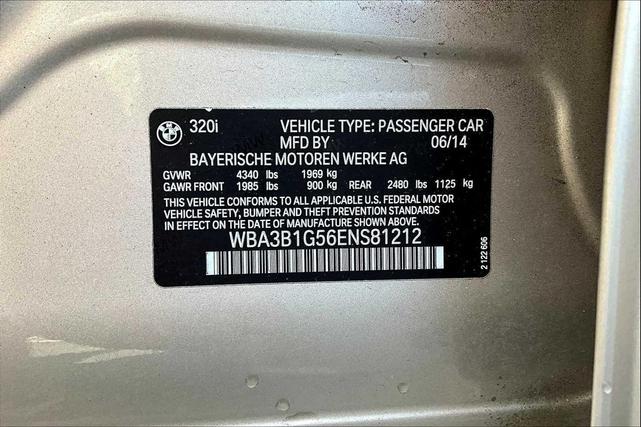 BMW
320i VEHICLE TYPE: PASSENGER CAR
MFD BY 06/14
BAYERISCHE MOTOREN WERKE AG
GVWR 4340 lbs 1969 kg
GAWR FRONT 1985 lbs 900 kg REAR 2480 lbs 1125 kg
THIS VEHICLE CONFORMS TO ALL APPLICABLE U.S. FEDERAL MOTOR
VEHICLE SAFETY, BUMPER AND THEFT PREVENTION STANDARDS
IN EFFECT ON THE DATE OF MANUFACTURE SHOWN ABOVE.
WBA3B1G56ENS81212
2 122 606